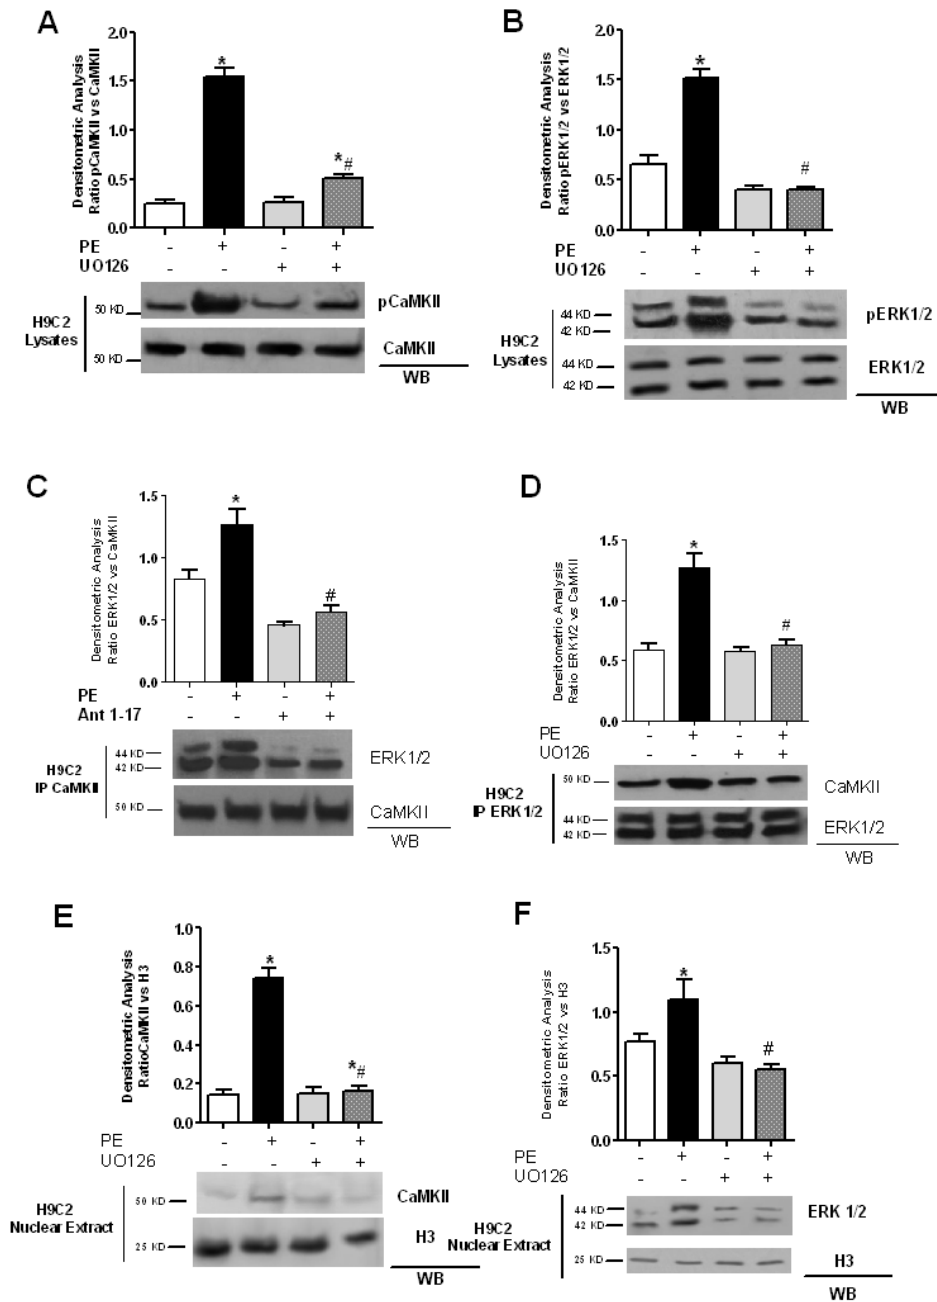 A
Densitometric Analysis
Ratio pCaMKII vs CaMKII
2.0
1.5
1.0
0.5
0.0
*
*#
PE - + - +
UO126 - - + +
H9C2
Lysates
50 KD
pCaMKII
50 KD
CaMKII
WB
B
Densitometric Analysis
Ratio pERK1/2 vs ERK1/2
2.0
1.5
1.0
0.5
0.0
*
#
PE - + - +
UO126 - - + +
H9C2
Lysates
44 KD
42 KD
pERK1/2
44 KD
42 KD
ERK1/2
WB
C
Densitometric Analysis
Ratio ERK1/2 vs CaMKII
1.5
1.0
0.5
0.0
*
#
PE - + - +
Ant 1-17 - - + +
H9C2
IP CaMKII
44 KD
42 KD
ERK1/2
50 KD
CaMKII
WB
D
Densitometric Analysis
Ratio ERK1/2 vs CaMKII
1.5
1.0
0.5
0.0
*
#
PE - + - +
UO126 - - + +
H9C2
IP ERK1/2
50 KD
CaMKII
44 KD
42 KD
ERK1/2
WB
E
Densitometric Analysis
RatioCaMKII vs H3
1.0
0.8
0.6
0.4
0.2
0.0
*
*#
PE - + - +
UO126 - - + +
H9C2
Nuclear Extract
50 KD
CaMKII
25 KD
H3
WB
F
Densitometric Analysis
Ratio ERK1/2 vs H3
1.5
1.0
0.5
0.0
*
#
PE - + - +
UO126 - - + +
H9C2
Nuclear Extract
44 KD
42 KD
ERK 1/2
25 KD
H3
WB